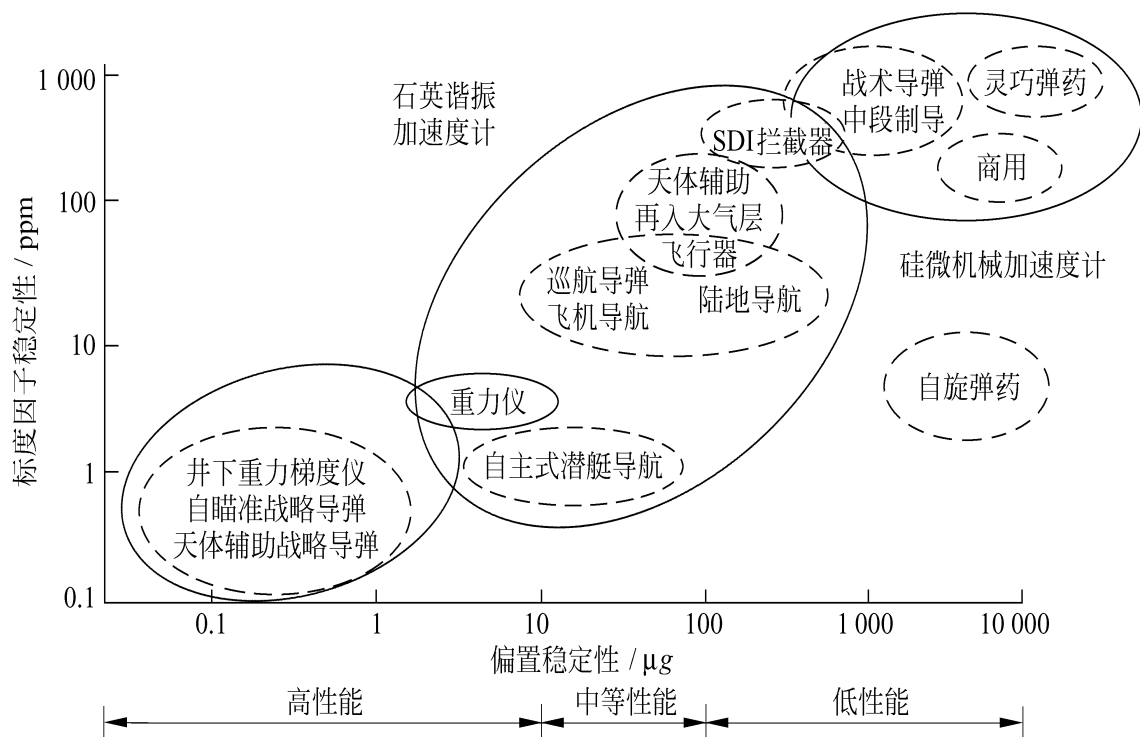 1 000
100
10
1
0.1
标度因子稳定性 / ppm
石英谐振
加速度计
战术导弹
中段制导
灵巧弹药
SDI拦截器
商用
天体辅助
再入大气层
飞行器
硅微机械加速度计
巡航导弹
飞机导航
陆地导航
自旋弹药
重力仪
自主式潜艇导航
井下重力梯度仪
自瞄准战略导弹
天体辅助战略导弹
0.1
1
10
100
1 000
10 000
偏置稳定性 / μg
高性能
中等性能
低性能